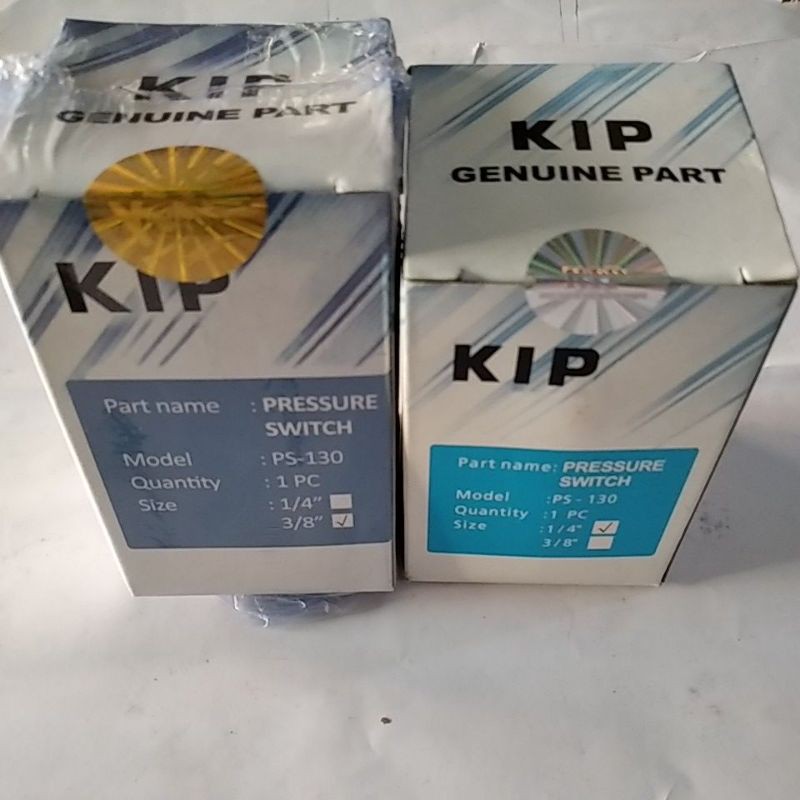 KIP
GENUINE PART
KIP
Part name : PRESSURE
SWITCH
Model : PS-130
Quantity : 1 PC
Size : 1/4"
3/8" ✓
KIP
GENUINE PART
KIP
Part name: PRESSURE
SWITCH
Model :PS - 130
Quantity :1 PC
Size :1/4" ✓
3/8"